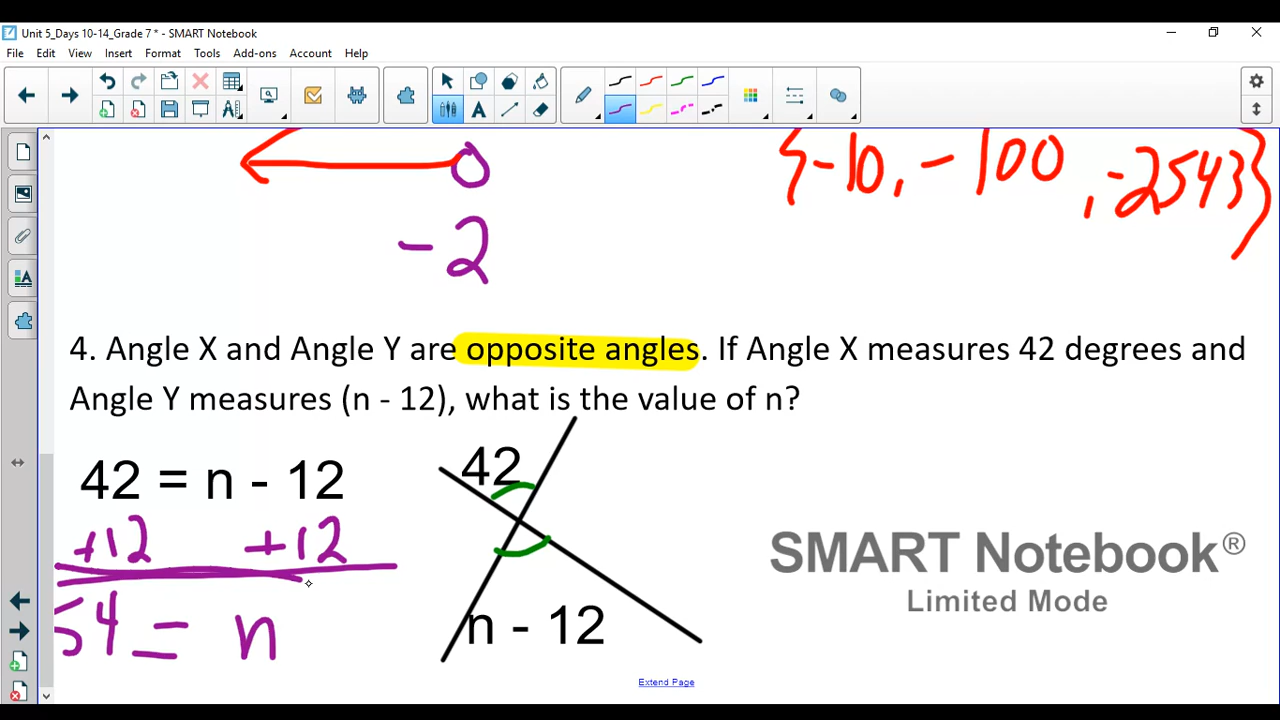 Unit 5_Days 10-14_Grade 7 * - SMART Notebook
File Edit View Insert Format Tools Add-ons Account Help
{-10, -100, -2543}
-2
4. Angle X and Angle Y are opposite angles. If Angle X measures 42 degrees and
Angle Y measures (n - 12), what is the value of n?
42 = n - 12
+12 +12
54 = n
42
n - 12
SMART Notebook®
Limited Mode
Extend Page